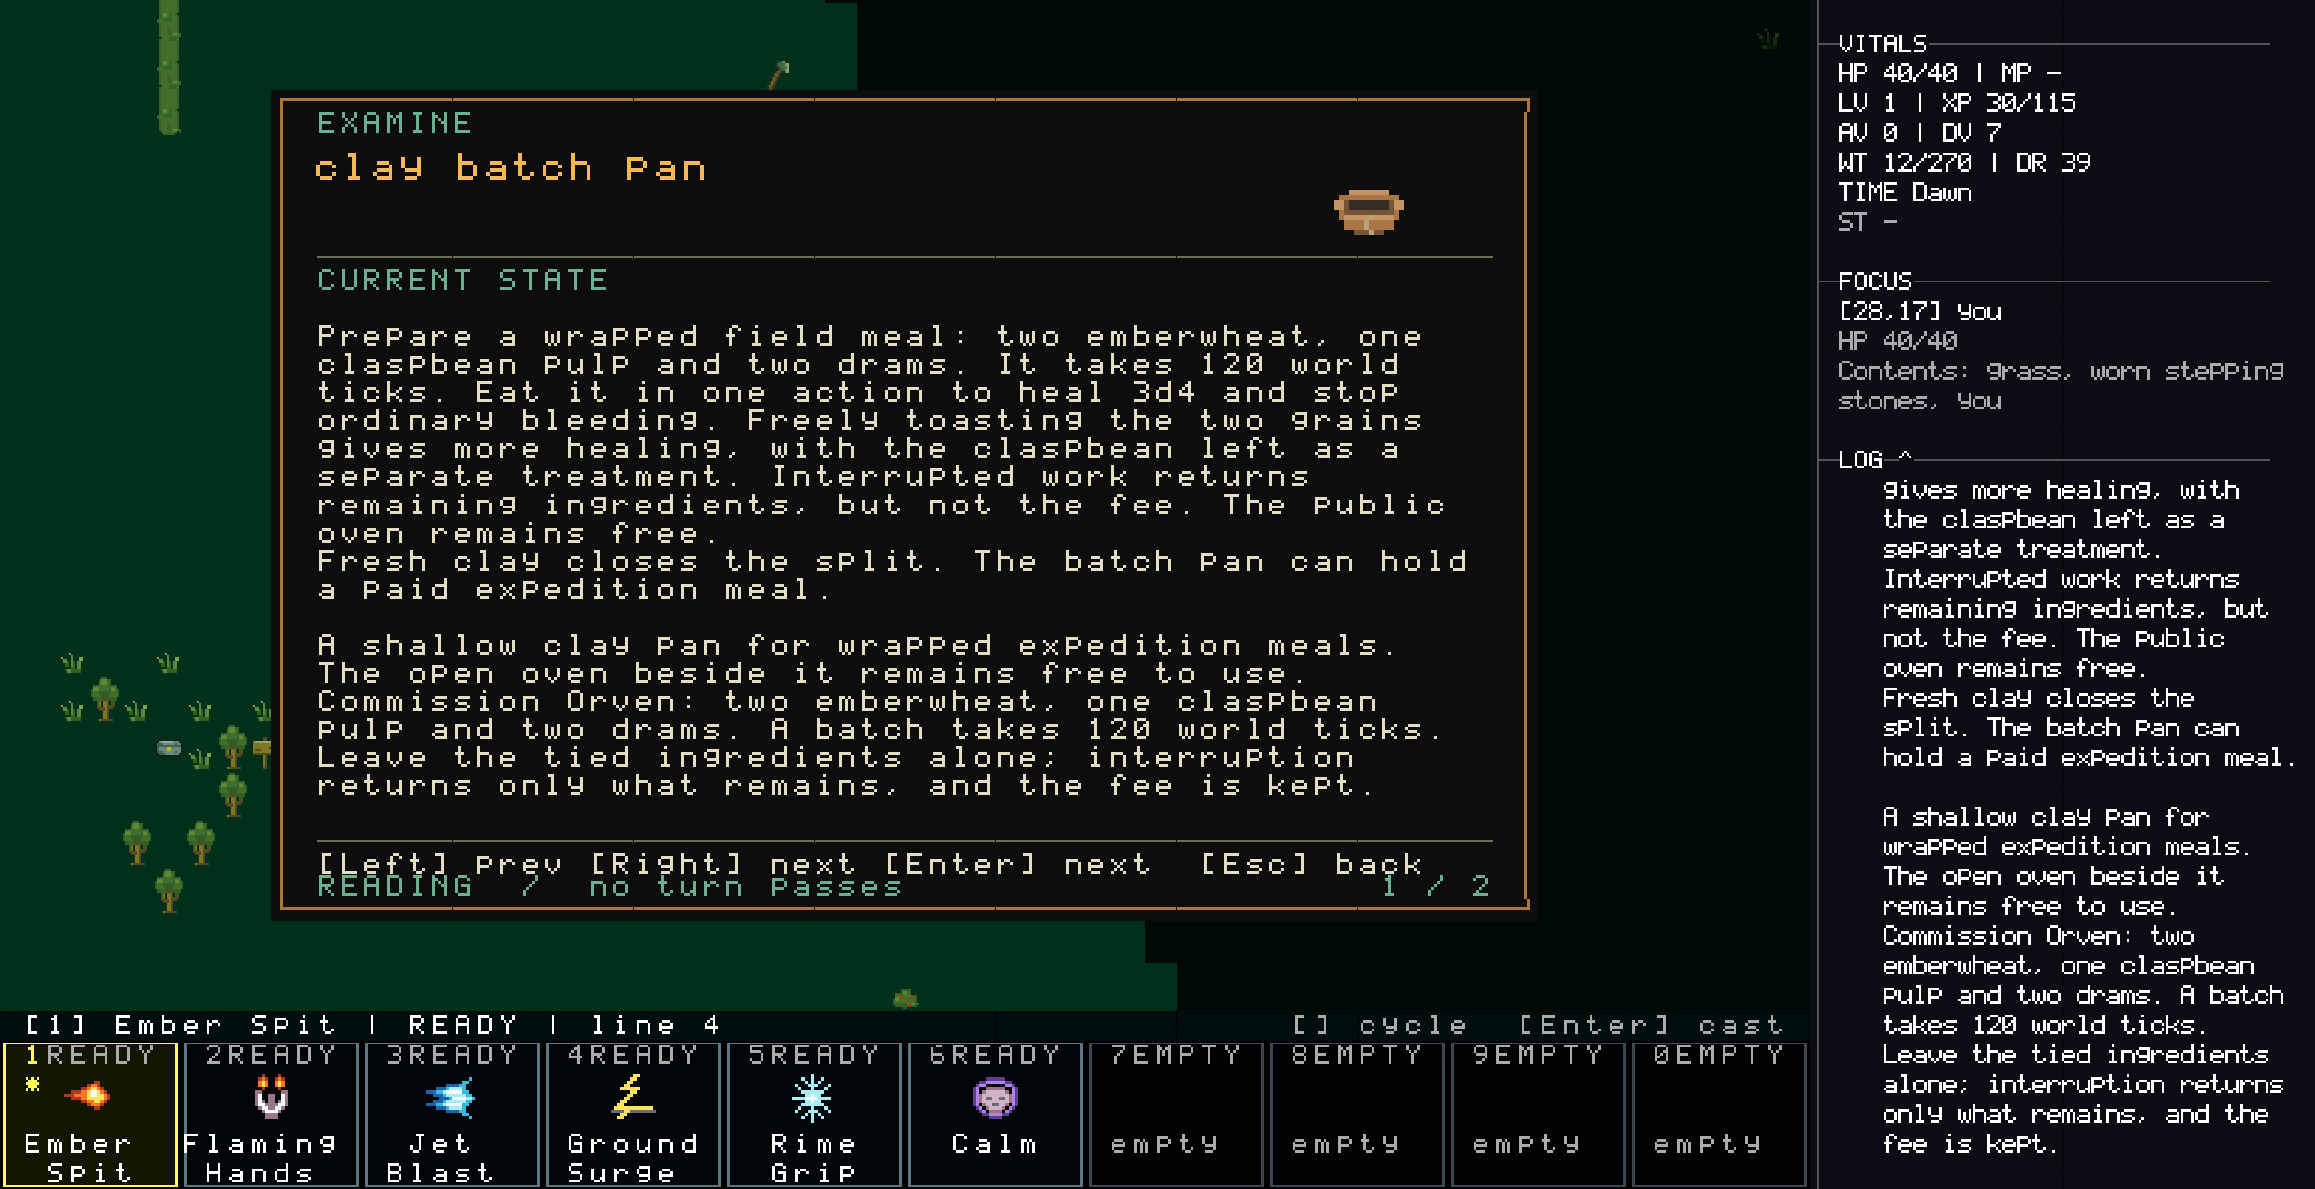 EXAMINE
clay batch pan
CURRENT STATE
Prepare a wrapped field meal: two emberwheat, one
claspbean pulp and two drams. It takes 120 world
ticks. Eat it in one action to heal 3d4 and stop
ordinary bleeding. Freely toasting the two grains
gives more healing, with the claspbean left as a
separate treatment. Interrupted work returns
remaining ingredients, but not the fee. The public
oven remains free.
Fresh clay closes the split. The batch pan can hold
a paid expedition meal.
A shallow clay pan for wrapped expedition meals.
The open oven beside it remains free to use.
Commission Orven: two emberwheat, one claspbean
pulp and two drams. A batch takes 120 world ticks.
Leave the tied ingredients alone; interruption
returns only what remains, and the fee is kept.
[Left] prev [Right] next [Enter] next [Esc] back
READING / no turn passes 1 / 2
[1] Ember Spit | READY | line 4 [] cycle [Enter] cast
1READY 2READY 3READY 4READY 5READY 6READY 7EMPTY 8EMPTY 9EMPTY 0EMPTY
Ember Spit
Flaming Hands
Jet Blast
Ground Surge
Rime Grip
Calm
empty
empty
empty
empty
VITALS
HP 40/40 | MP -
LV 1 | XP 30/115
AV 0 | DV 7
WT 12/270 | DR 39
TIME Dawn
ST -
FOCUS
[28,17] you
HP 40/40
Contents: grass, worn stepping
stones, you
LOG ^
gives more healing, with
the claspbean left as a
separate treatment.
Interrupted work returns
remaining ingredients, but
not the fee. The public
oven remains free.
Fresh clay closes the
split. The batch pan can
hold a paid expedition meal.
A shallow clay pan for
wrapped expedition meals.
The open oven beside it
remains free to use.
Commission Orven: two
emberwheat, one claspbean
pulp and two drams. A batch
takes 120 world ticks.
Leave the tied ingredients
alone; interruption returns
only what remains, and the
fee is kept.